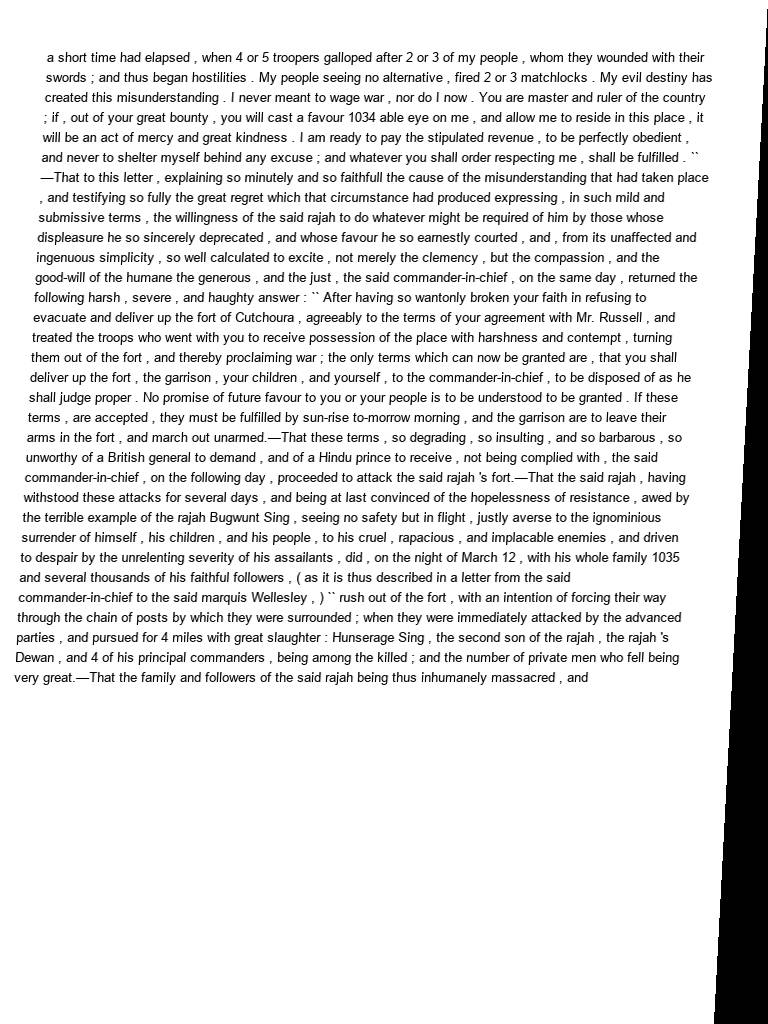 a short time had elapsed , when 4 or 5 troopers galloped after 2 or 3 of my people , whom they wounded with their
swords ; and thus began hostilities . My people seeing no alternative , fired 2 or 3 matchlocks . My evil destiny has
created this misunderstanding . I never meant to wage war , nor do I now . You are master and ruler of the country
; if , out of your great bounty , you will cast a favour 1034 able eye on me , and allow me to reside in this place , it
will be an act of mercy and great kindness . I am ready to pay the stipulated revenue , to be perfectly obedient ,
and never to shelter myself behind any excuse ; and whatever you shall order respecting me , shall be fulfilled . ``
—That to this letter , explaining so minutely and so faithfull the cause of the misunderstanding that had taken place
, and testifying so fully the great regret which that circumstance had produced expressing , in such mild and
submissive terms , the willingness of the said rajah to do whatever might be required of him by those whose
displeasure he so sincerely deprecated , and whose favour he so earnestly courted , and , from its unaffected and
ingenuous simplicity , so well calculated to excite , not merely the clemency , but the compassion , and the
good-will of the humane the generous , and the just , the said commander-in-chief , on the same day , returned the
following harsh , severe , and haughty answer : `` After having so wantonly broken your faith in refusing to
evacuate and deliver up the fort of Cutchoura , agreeably to the terms of your agreement with Mr. Russell , and
treated the troops who went with you to receive possession of the place with harshness and contempt , turning
them out of the fort , and thereby proclaiming war ; the only terms which can now be granted are , that you shall
deliver up the fort , the garrison , your children , and yourself , to the commander-in-chief , to be disposed of as he
shall judge proper . No promise of future favour to you or your people is to be understood to be granted . If these
terms , are accepted , they must be fulfilled by sun-rise to-morrow morning , and the garrison are to leave their
arms in the fort , and march out unarmed.—That these terms , so degrading , so insulting , and so barbarous , so
unworthy of a British general to demand , and of a Hindu prince to receive , not being complied with , the said
commander-in-chief , on the following day , proceeded to attack the said rajah 's fort.—That the said rajah , having
withstood these attacks for several days , and being at last convinced of the hopelessness of resistance , awed by
the terrible example of the rajah Bugwunt Sing , seeing no safety but in flight , justly averse to the ignominious
surrender of himself , his children , and his people , to his cruel , rapacious , and implacable enemies , and driven
to despair by the unrelenting severity of his assailants , did , on the night of March 12 , with his whole family 1035
and several thousands of his faithful followers , ( as it is thus described in a letter from the said
commander-in-chief to the said marquis Wellesley , ) `` rush out of the fort , with an intention of forcing their way
through the chain of posts by which they were surrounded ; when they were immediately attacked by the advanced
parties , and pursued for 4 miles with great slaughter : Hunserage Sing , the second son of the rajah , the rajah 's
Dewan , and 4 of his principal commanders , being among the killed ; and the number of private men who fell being
very great.—That the family and followers of the said rajah being thus inhumanely massacred , and